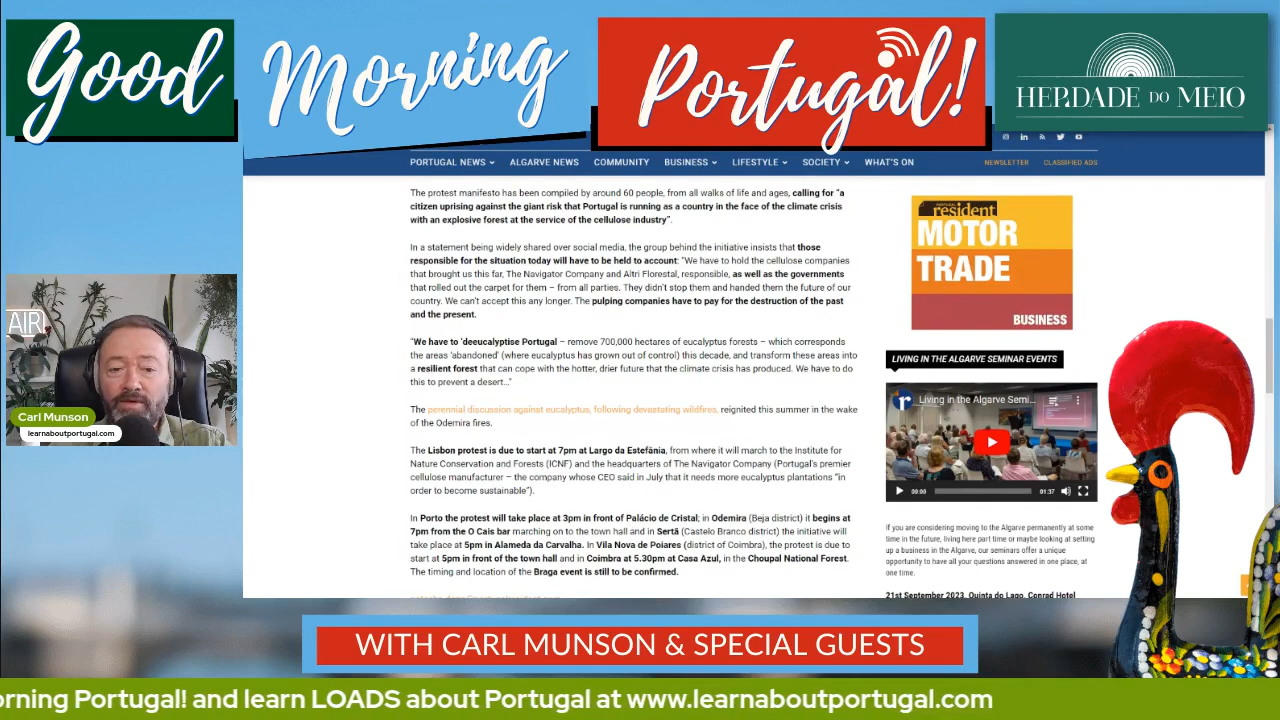 Good Morning Portugal!
HERDADE DO MEIO
PORTUGAL NEWS ALGARVE NEWS COMMUNITY BUSINESS LIFESTYLE SOCIETY WHAT'S ON NEWSLETTER CLASSIFIED ADS
The protest manifesto has been compiled by around 60 people, from all walks of life and ages, calling for "a
citizen uprising against the giant risk that Portugal is running as a country in the face of the climate crisis
with an explosive forest at the service of the cellulose industry".
In a statement being widely shared over social media, the group behind the initiative insists that those
responsible for the situation today will have to be held to account: "We have to hold the cellulose companies
that brought us this far, The Navigator Company and Altri Florestal, responsible, as well as the governments
that rolled out the carpet for them – from all parties. They didn't stop them and handed them the future of our
country. We can't accept this any longer. The pulping companies have to pay for the destruction of the past
and the present.
"We have to 'deeucalyptise Portugal – remove 700,000 hectares of eucalyptus forests – which corresponds
the areas 'abandoned' (where eucalyptus has grown out of control) this decade, and transform these areas into
a resilient forest that can cope with the hotter, drier future that the climate crisis has produced. We have to do
this to prevent a desert…"
The perennial discussion against eucalyptus, following devastating wildfires, reignited this summer in the wake
of the Odemira fires.
The Lisbon protest is due to start at 7pm at Largo da Estefânia, from where it will march to the Institute for
Nature Conservation and Forests (ICNF) and the headquarters of The Navigator Company (Portugal's premier
cellulose manufacturer – the company whose CEO said in July that it needs more eucalyptus plantations "in
order to become sustainable").
In Porto the protest will take place at 3pm in front of Palácio de Cristal; in Odemira (Beja district) it begins at
7pm from the O Cais bar marching on to the town hall and in Sertã (Castelo Branco district) the initiative will
take place at 5pm in Alameda da Carvalha. In Vila Nova de Poiares (district of Coimbra), the protest is due to
start at 5pm in front of the town hall and in Coimbra at 5.30pm at Casa Azul, in the Choupal National Forest.
The timing and location of the Braga event is still to be confirmed.
resident
MOTOR
TRADE
BUSINESS
LIVING IN THE ALGARVE SEMINAR EVENTS
Living in the Algarve Semi...
00:00
01:37
If you are considering moving to the Algarve permanently at some
time in the future, living here part time or maybe looking at setting
up a business in the Algarve, our seminars offer a unique
opportunity to have all your questions answered in one place, at
one time.
21st September 2023, Quinta do Lago, Conrad Hotel
AIR
Carl Munson
learnaboutportugal.com
WITH CARL MUNSON & SPECIAL GUESTS
orning Portugal! and learn LOADS about Portugal at www.learnaboutportugal.com